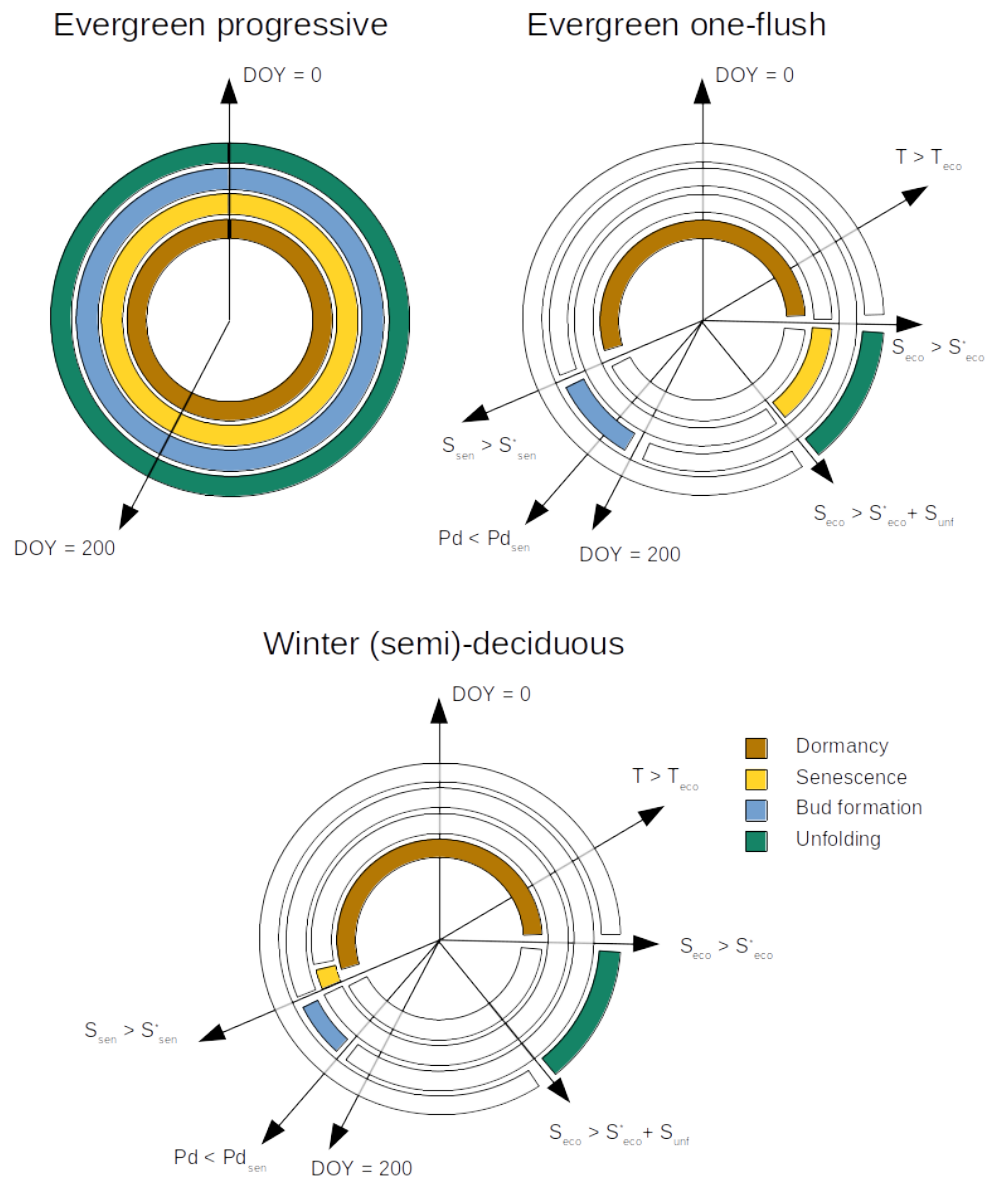 Evergreen progressive
Evergreen one-flush
DOY = 0
DOY = 0
T > Teco
Seco > S*eco
Ssen > S*sen
Seco > S*eco + Sunf
Pd < Pdsen
DOY = 200
DOY = 200
Winter (semi)-deciduous
DOY = 0
Dormancy
T > Teco
Senescence
Bud formation
Unfolding
Seco > S*eco
Ssen > S*sen
Seco > S*eco + Sunf
Pd < Pdsen
DOY = 200